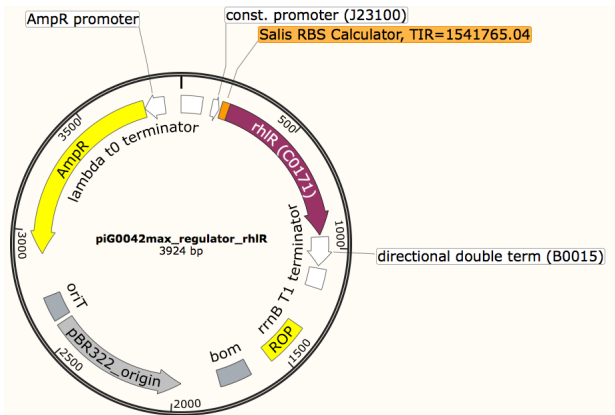 AmpR promoter
const. promoter (J23100)
Salis RBS Calculator, TIR=1541765.04
3500
500
lambda t0 terminator
rhlR (C0171)
AmpR
piG0042max_regulator_rhlR
3924 bp
3000
1000
directional double term (B0015)
rrnB T1 terminator
oriT
ROP
bom
pBR322_origin
2500
1500
2000